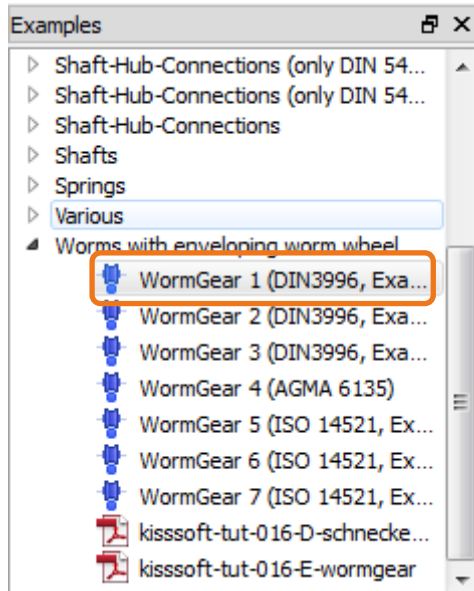 Examples
Shaft-Hub-Connections (only DIN 54...
Shaft-Hub-Connections (only DIN 54...
Shaft-Hub-Connections
Shafts
Springs
Various
Worms with enveloping worm wheel
WormGear 1 (DIN3996, Exa...
WormGear 2 (DIN3996, Exa...
WormGear 3 (DIN3996, Exa...
WormGear 4 (AGMA 6135)
WormGear 5 (ISO 14521, Ex...
WormGear 6 (ISO 14521, Ex...
WormGear 7 (ISO 14521, Ex...
kisssoft-tut-016-D-schnecke...
kisssoft-tut-016-E-wormgear